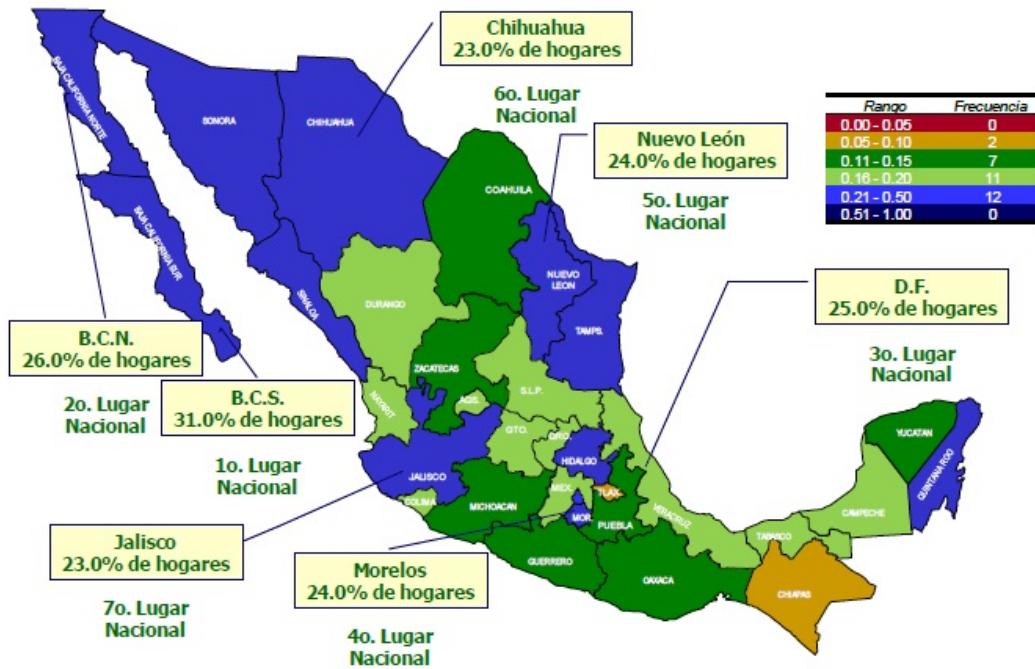 Chihuahua
23.0% de hogares
6o. Lugar
Nacional
Nuevo León
24.0% de hogares
5o. Lugar
Nacional
Rango Frecuencia
0.00 - 0.05 0
0.05 - 0.10 2
0.11 - 0.15 7
0.16 - 0.20 11
0.21 - 0.50 12
0.51 - 1.00 0
D.F.
25.0% de hogares
3o. Lugar
Nacional
B.C.N.
26.0% de hogares
2o. Lugar
Nacional
B.C.S.
31.0% de hogares
1o. Lugar
Nacional
Jalisco
23.0% de hogares
7o. Lugar
Nacional
Morelos
24.0% de hogares
4o. Lugar
Nacional
BAJA CALIFORNIA NORTE
BAJA CALIFORNIA SUR
SONORA
CHIHUAHUA
COAHUILA
NUEVO
LEON
TAMPS.
SINALOA
DURANGO
ZACATECAS
S.L.P.
NAYARIT
AGS.
GTO.
QRO.
HIDALGO
JALISCO
COLIMA
MICHOACAN
MEX.
TLAX.
MOR.
PUEBLA
VERACRUZ
GUERRERO
OAXACA
TABASCO
CHIAPAS
CAMPECHE
YUCATAN
QUINTANA ROO